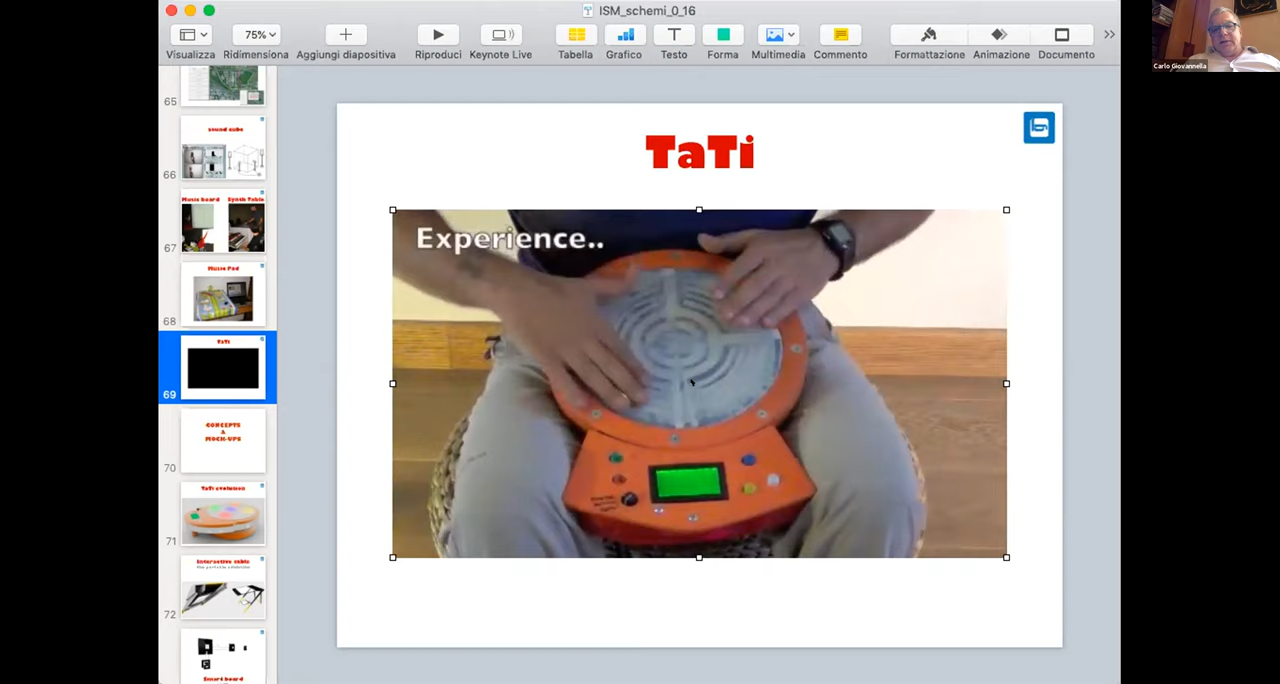 ISM_schemi_0_16
75%
Visualizza
Ridimensiona
Aggiungi diapositiva
Riproduci
Keynote Live
Tabella
Grafico
Testo
Forma
Multimedia
Commento
Formattazione
Animazione
Documento
Carlo Giovannella
65
sound cube
66
Music board
Synth Table
67
Music Pad
68
TaTi
69
CONCEPTS
&
MOCK-UPS
70
TaTi evolution
71
Interactive table
72
Smart board
TaTi
Experience..